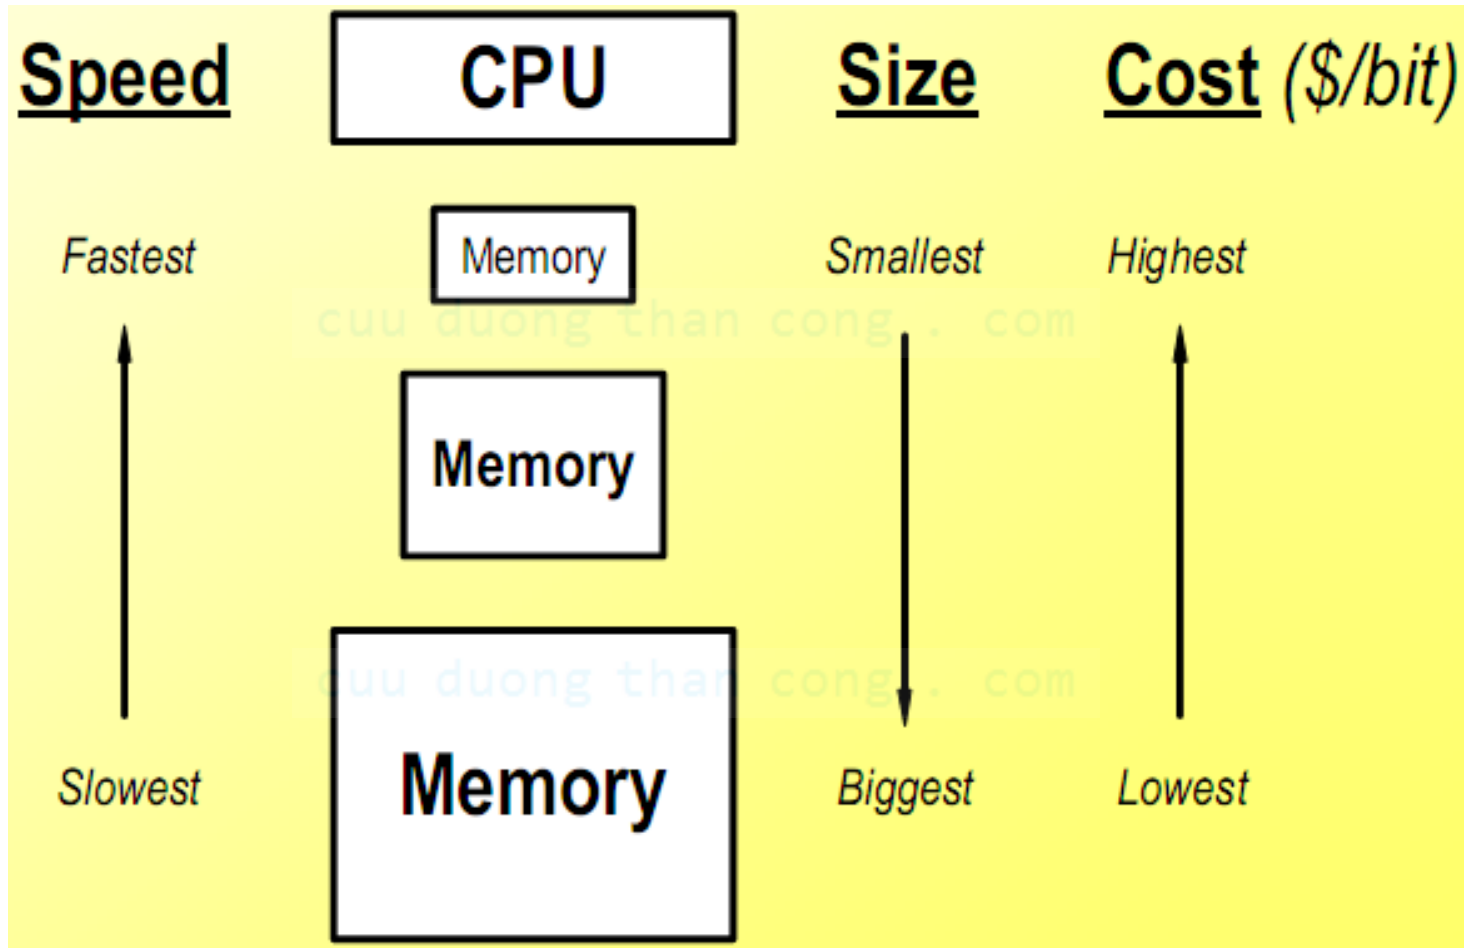 Speed CPU Size Cost ($/bit)
Fastest Memory Smallest Highest
cuu duong than cong . com
Memory
cuu duong than cong . com
Memory
Slowest Biggest Lowest